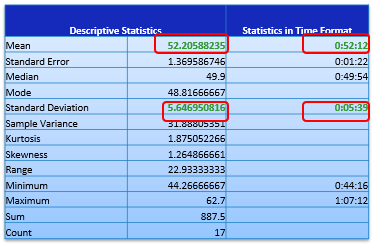 Descriptive Statistics Statistics in Time Format
Mean 52.20588235 0:52:12
Standard Error 1.369586746 0:01:22
Median 49.9 0:49:54
Mode 48.81666667
Standard Deviation 5.646950816 0:05:39
Sample Variance 31.88805351
Kurtosis 1.875052266
Skewness 1.264866661
Range 22.93333333
Minimum 44.26666667 0:44:16
Maximum 62.7 1:07:12
Sum 887.5
Count 17